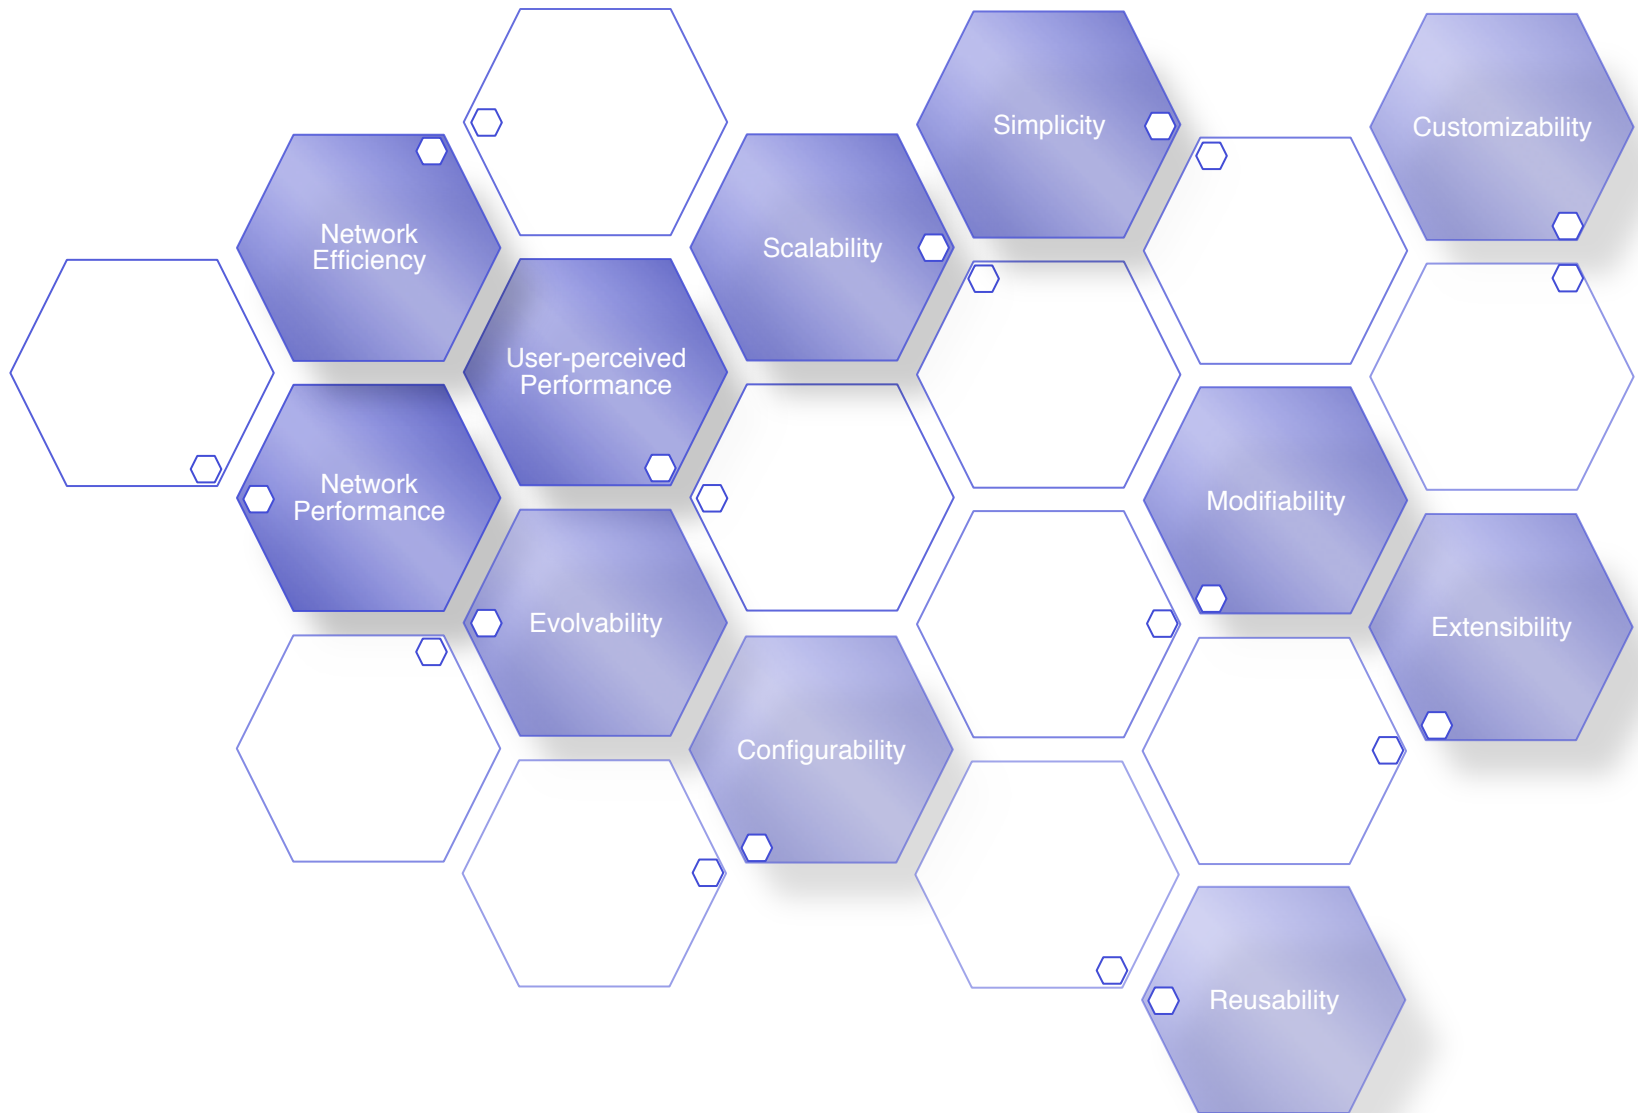 Simplicity
Customizability
Network
Efficiency
Scalability
User-perceived
Performance
Network
Performance
Modifiability
Evolvability
Extensibility
Configurability
Reusability